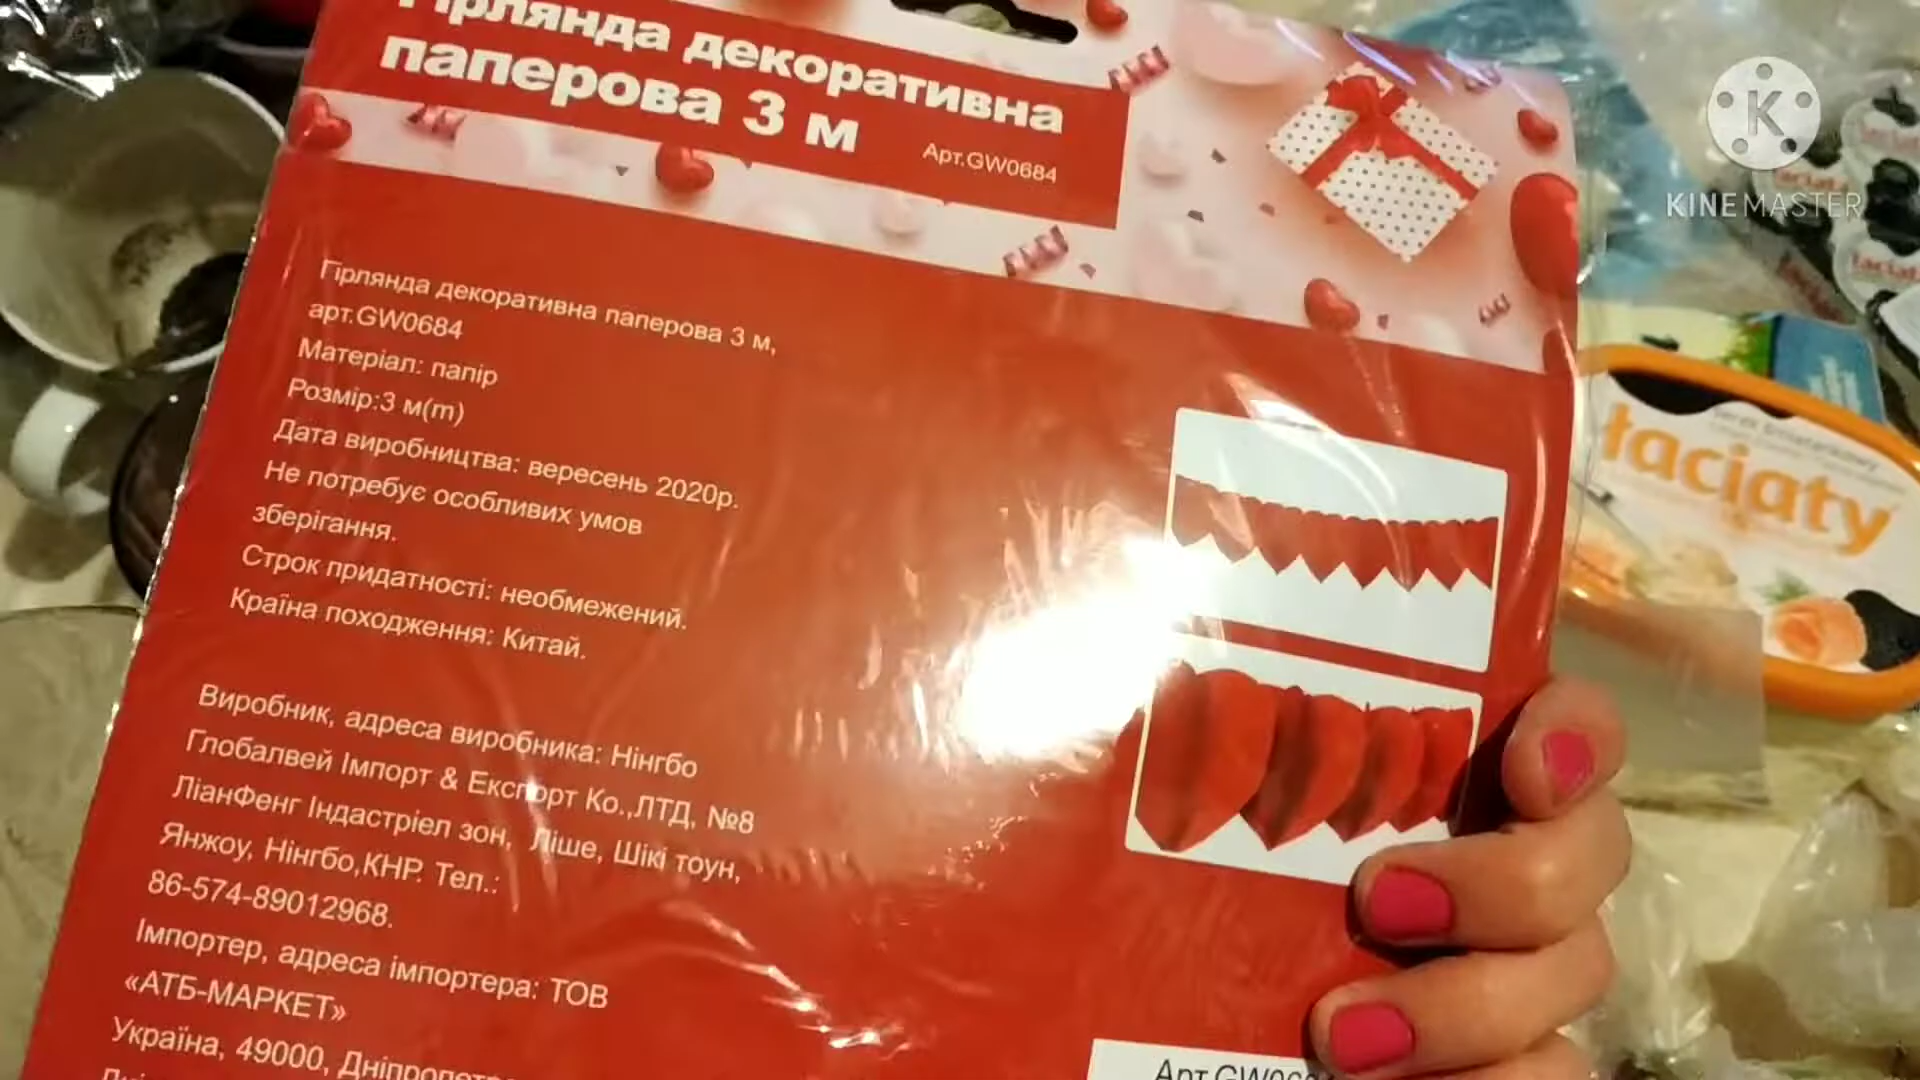 Гірлянда декоративна
паперова 3 м
Арт.GW0684
Гірлянда декоративна паперова 3 м,
арт.GW0684
Матеріал: папір
Розмір:3 м(m)
Дата виробництва: вересень 2020р.
Не потребує особливих умов
зберігання.
Строк придатності: необмежений.
Країна походження: Китай.
Виробник, адреса виробника: Нінгбо
Глобалвей Імпорт & Експорт Ко.,ЛТД, №8
ЛіанФенг Індастріел зон, Ліше, Шікі тоун,
Янжоу, Нінгбо,КНР. Тел.:
86-574-89012968.
Імпортер, адреса імпортера: ТОВ
«АТБ-МАРКЕТ»
Україна, 49000,
K
KINEMASTER
łaciaty